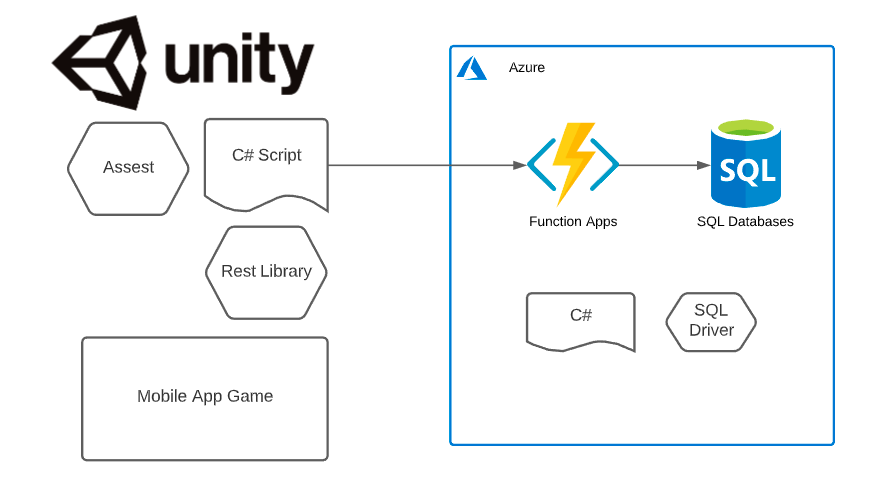 unity
Azure
Assest
C# Script
Rest Library
Mobile App Game
Function Apps
SQL
SQL Databases
C#
SQL
Driver